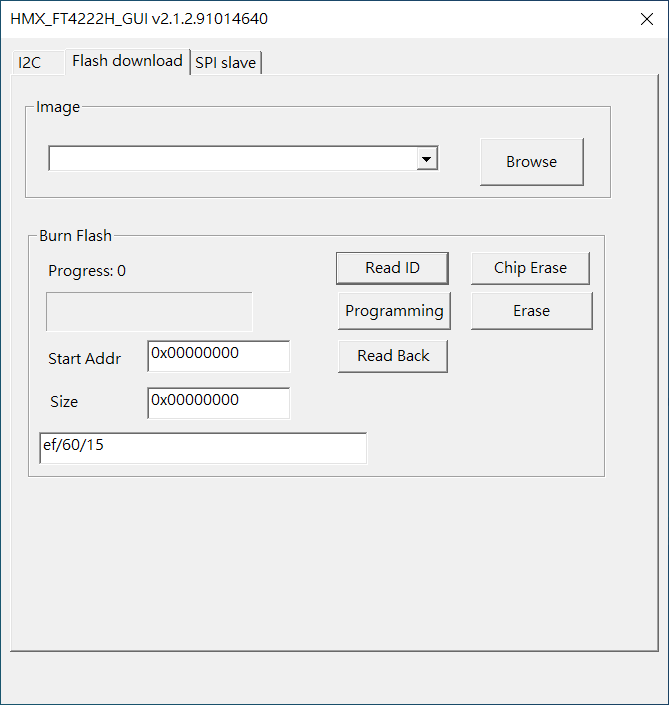 HMX_FT4222H_GUI v2.1.2.91014640
I2C Flash download SPI slave
Image
Browse
Burn Flash
Progress: 0
Read ID Chip Erase
Programming Erase
Start Addr 0x00000000 Read Back
Size 0x00000000
ef/60/15